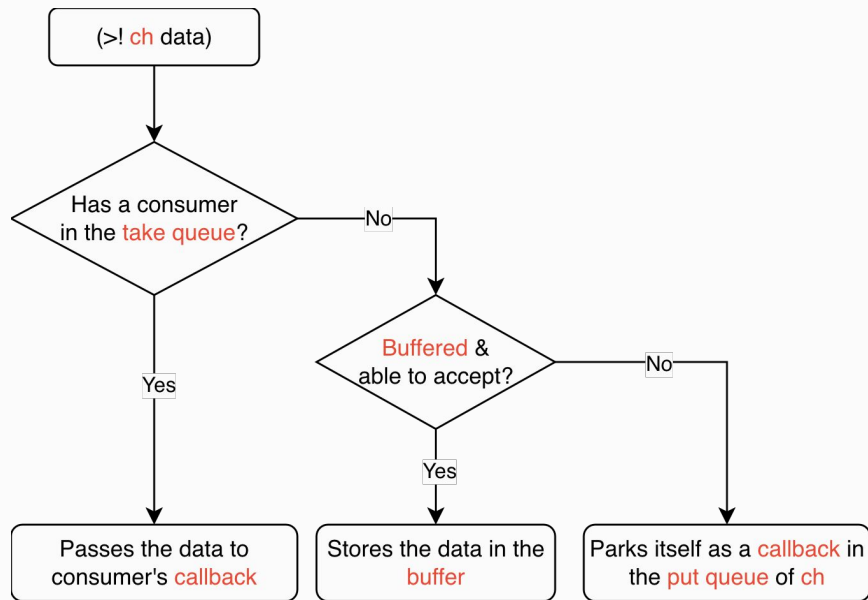 (>! ch data)
Has a consumer
in the take queue?
No
Buffered &
able to accept?
No
Yes
Yes
Passes the data to
consumer's callback
Stores the data in the
buffer
Parks itself as a callback in
the put queue of ch